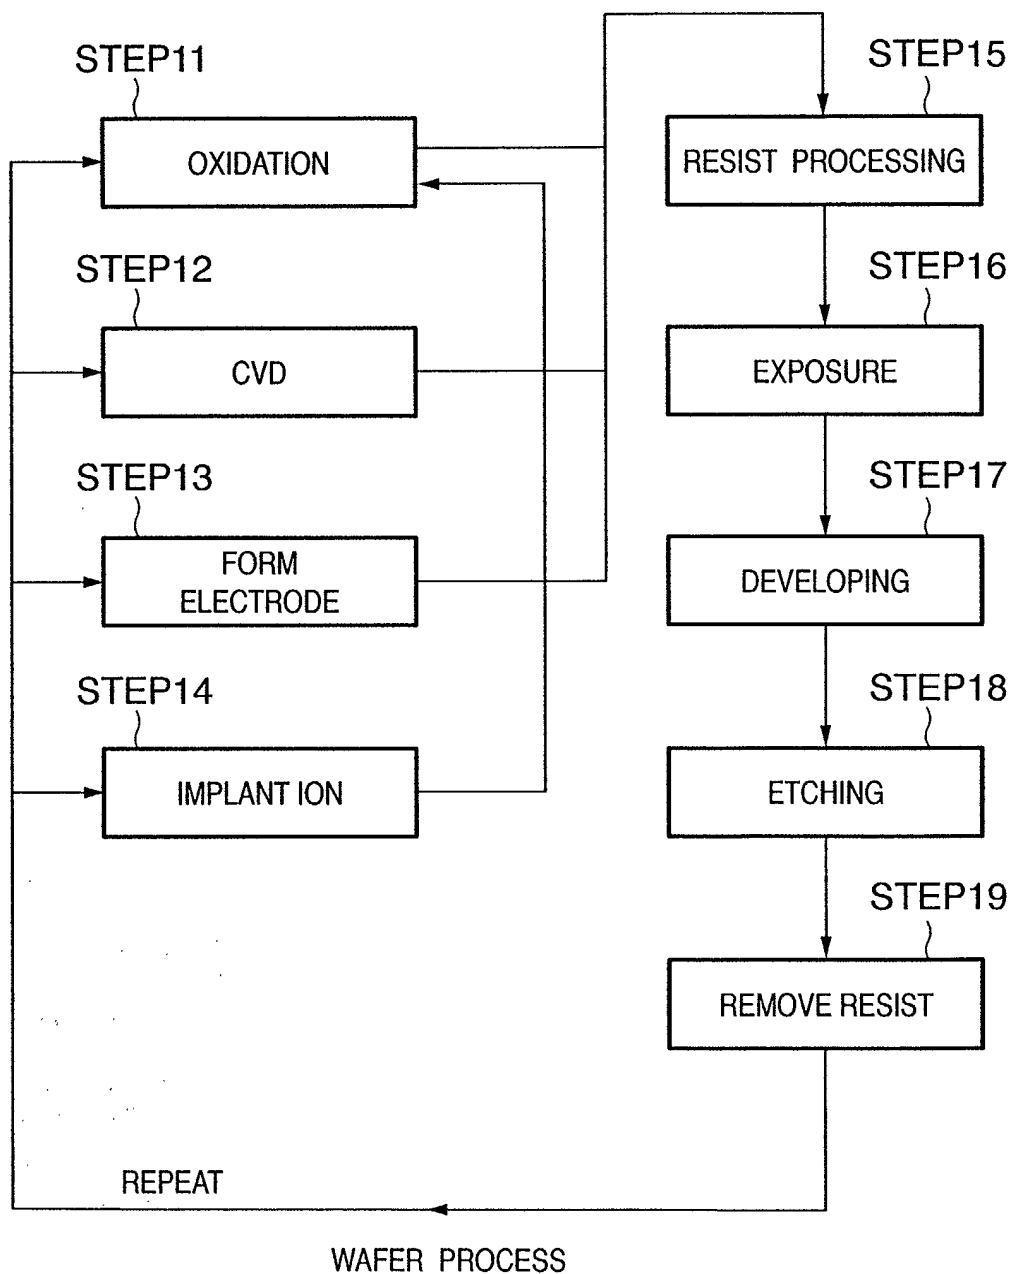 STEP11
OXIDATION
STEP12
CVD
STEP13
FORM
ELECTRODE
STEP14
IMPLANT ION
STEP15
RESIST PROCESSING
STEP16
EXPOSURE
STEP17
DEVELOPING
STEP18
ETCHING
STEP19
REMOVE RESIST
REPEAT
WAFER PROCESS